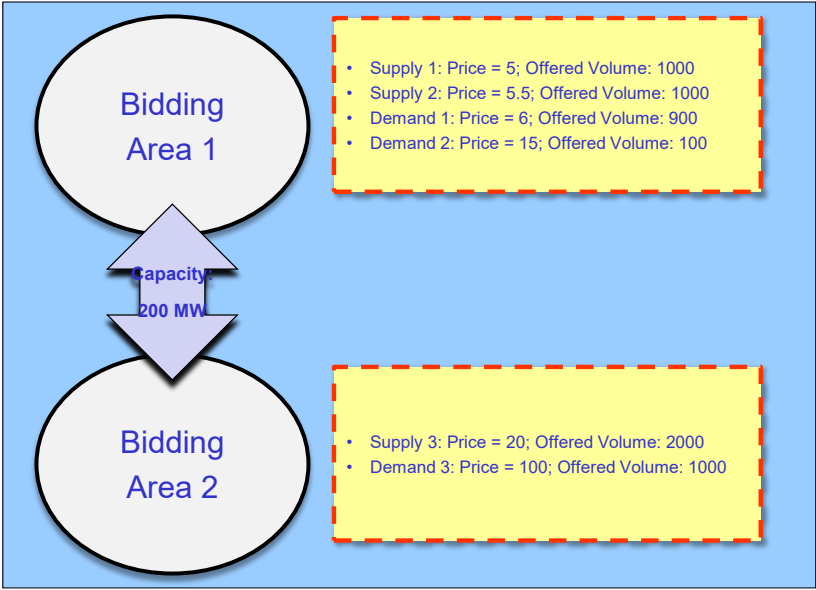 Bidding
Area 1
• Supply 1: Price = 5; Offered Volume: 1000
• Supply 2: Price = 5.5; Offered Volume: 1000
• Demand 1: Price = 6; Offered Volume: 900
• Demand 2: Price = 15; Offered Volume: 100
Capacity:
200 MW
Bidding
Area 2
• Supply 3: Price = 20; Offered Volume: 2000
• Demand 3: Price = 100; Offered Volume: 1000